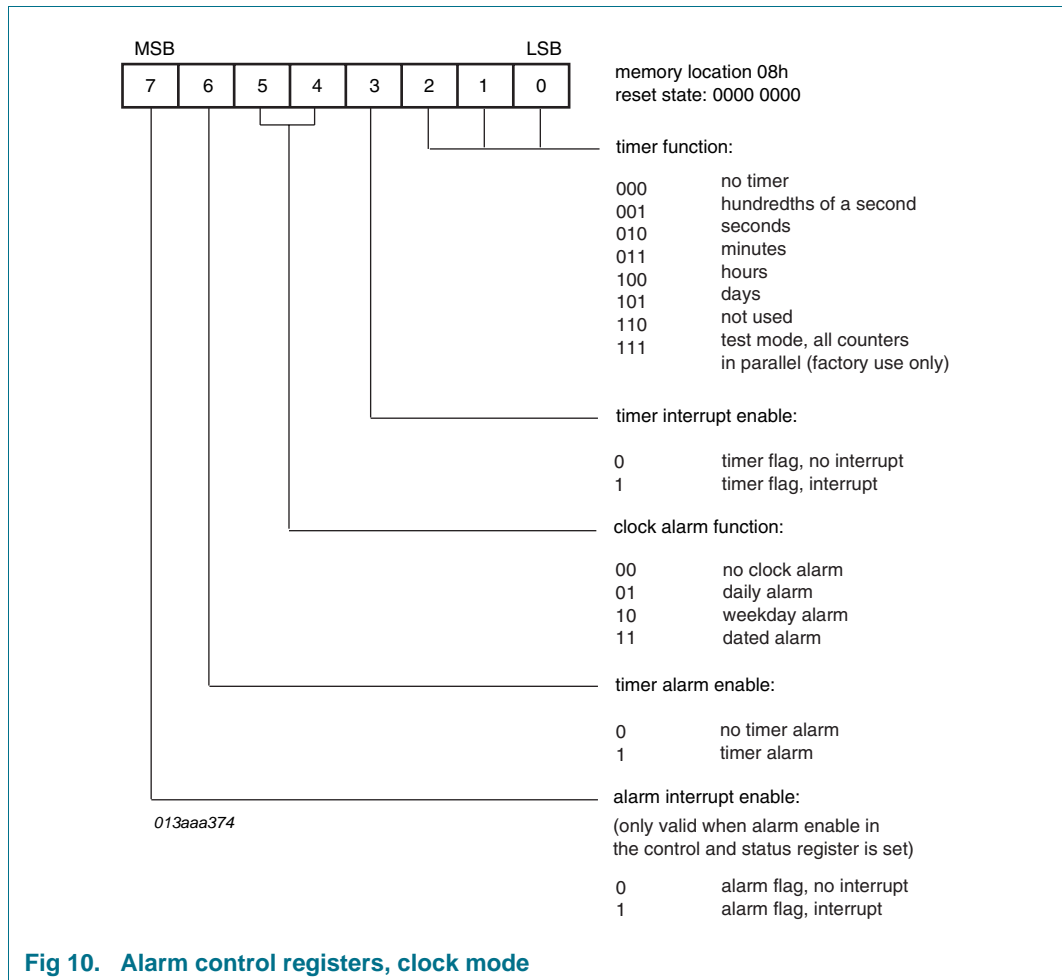 MSB LSB
7 6 5 4 3 2 1 0
memory location 08h
reset state: 0000 0000
timer function:
000 no timer
001 hundredths of a second
010 seconds
011 minutes
100 hours
101 days
110 not used
111 test mode, all counters
in parallel (factory use only)
timer interrupt enable:
0 timer flag, no interrupt
1 timer flag, interrupt
clock alarm function:
00 no clock alarm
01 daily alarm
10 weekday alarm
11 dated alarm
timer alarm enable:
0 no timer alarm
1 timer alarm
alarm interrupt enable:
(only valid when alarm enable in
the control and status register is set)
0 alarm flag, no interrupt
1 alarm flag, interrupt
013aaa374
Fig 10. Alarm control registers, clock mode